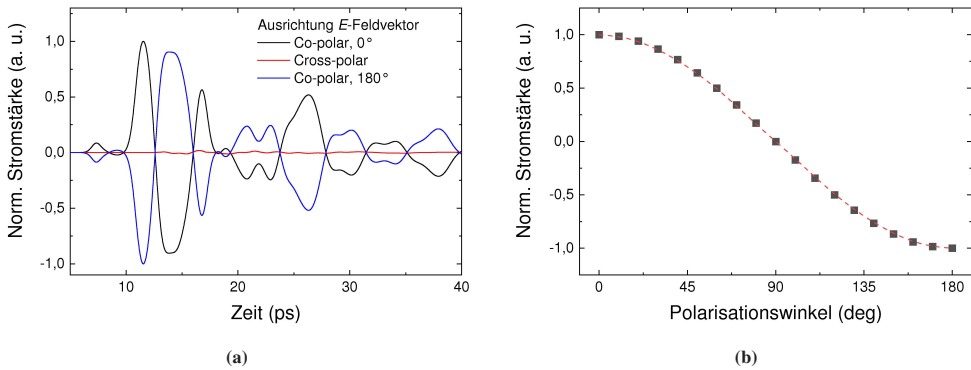 Ausrichtung E-Feldvektor
Co-polar, 0°
Cross-polar
Co-polar, 180°
Norm. Stromstärke (a. u.)
1,0
0,5
0,0
-0,5
-1,0
10
20
30
40
Zeit (ps)
(a)
Norm. Stromstärke (a. u.)
1,0
0,5
0,0
-0,5
-1,0
0
45
90
135
180
Polarisationswinkel (deg)
(b)